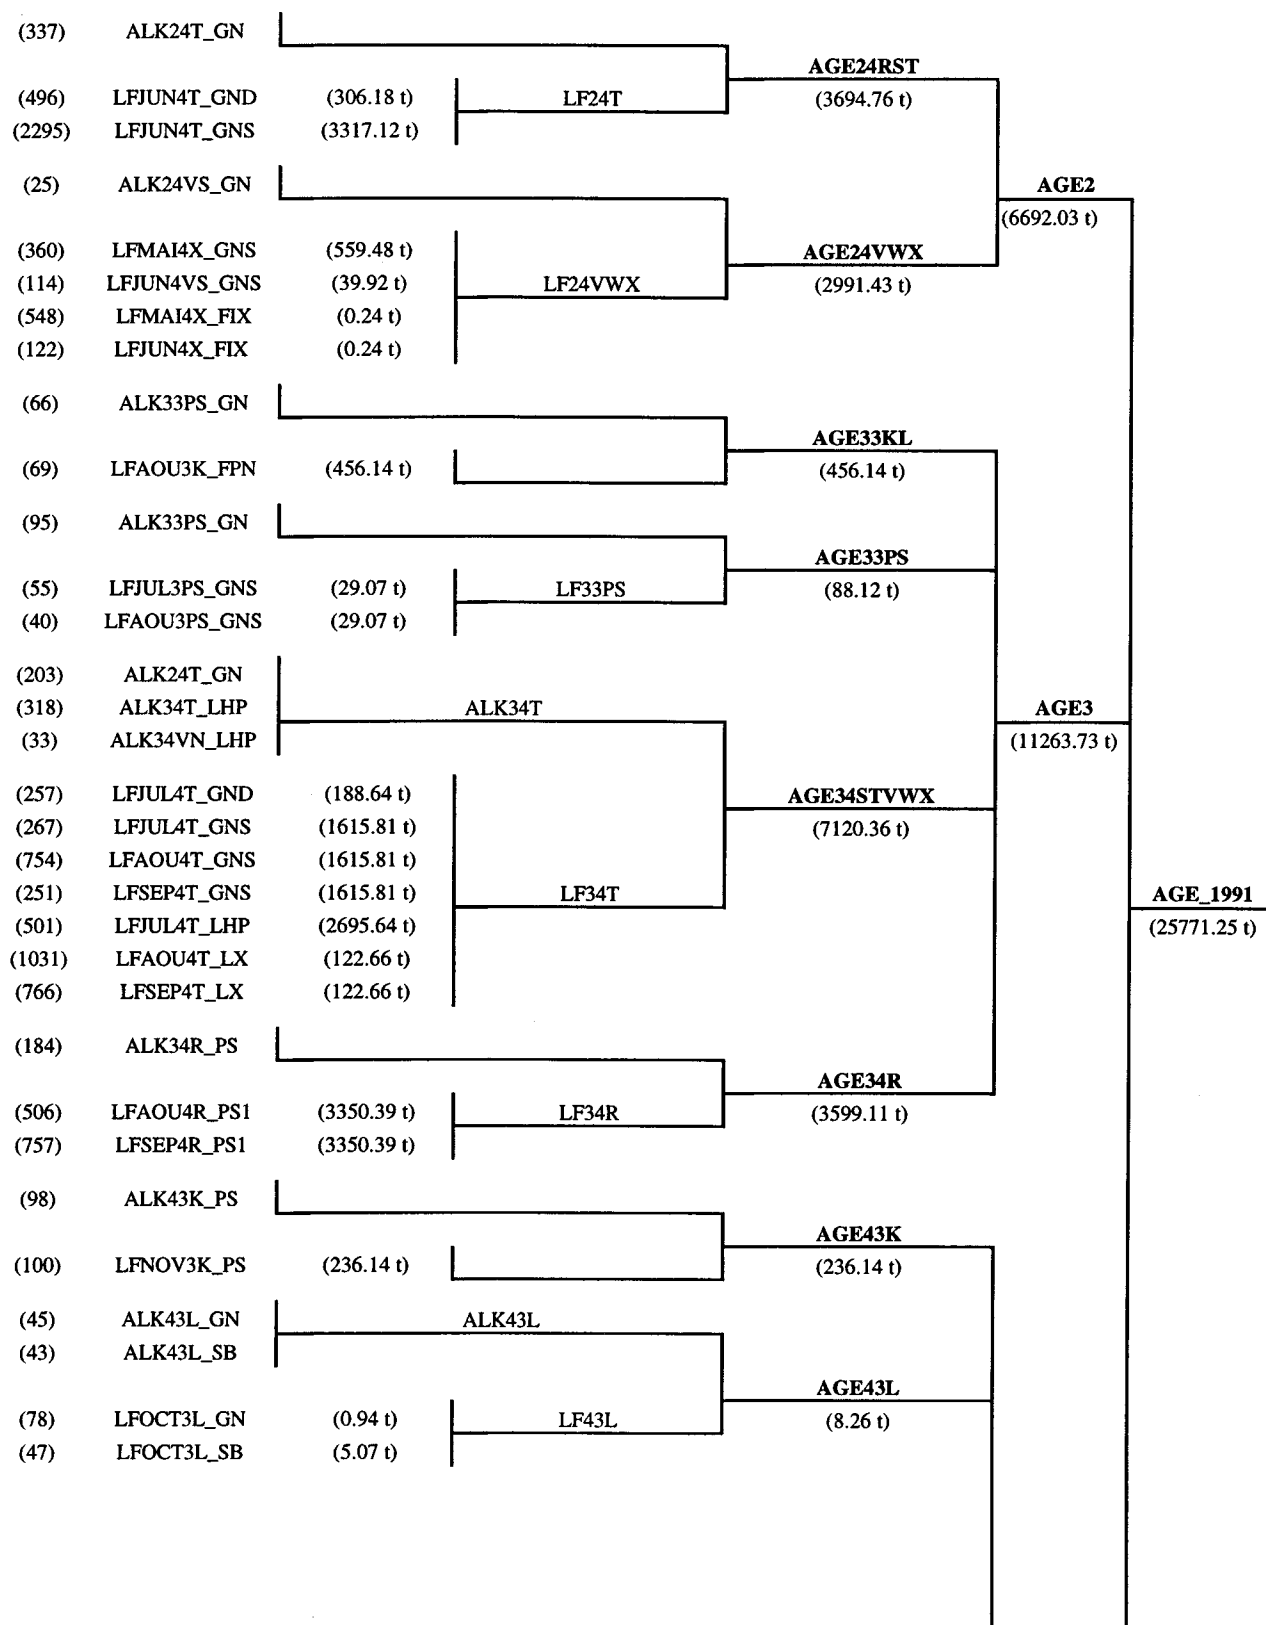 (337) ALK24T_GN
AGE24RST
(496) LFJUN4T_GND (306.18 t) LF24T (3694.76 t)
(2295) LFJUN4T_GNS (3317.12 t)
(25) ALK24VS_GN AGE2
(6692.03 t)
(360) LFMAI4X_GNS (559.48 t) AGE24VWX
(114) LFJUN4VS_GNS (39.92 t) LF24VWX (2991.43 t)
(548) LFMAI4X_FIX (0.24 t)
(122) LFJUN4X_FIX (0.24 t)
(66) ALK33PS_GN
AGE33KL
(69) LFAOU3K_FPN (456.14 t) (456.14 t)
(95) ALK33PS_GN
AGE33PS
(55) LFJUL3PS_GNS (29.07 t) LF33PS (88.12 t)
(40) LFAOU3PS_GNS (29.07 t)
(203) ALK24T_GN
(318) ALK34T_LHP ALK34T AGE3
(33) ALK34VN_LHP (11263.73 t)
(257) LFJUL4T_GND (188.64 t) AGE34STVWX
(267) LFJUL4T_GNS (1615.81 t) (7120.36 t)
(754) LFAOU4T_GNS (1615.81 t)
(251) LFSEP4T_GNS (1615.81 t) LF34T AGE_1991
(501) LFJUL4T_LHP (2695.64 t) (25771.25 t)
(1031) LFAOU4T_LX (122.66 t)
(766) LFSEP4T_LX (122.66 t)
(184) ALK34R_PS
AGE34R
(506) LFAOU4R_PS1 (3350.39 t) LF34R (3599.11 t)
(757) LFSEP4R_PS1 (3350.39 t)
(98) ALK43K_PS
AGE43K
(100) LFNOV3K_PS (236.14 t) (236.14 t)
(45) ALK43L_GN ALK43L
(43) ALK43L_SB
AGE43L
(78) LFOCT3L_GN (0.94 t) LF43L (8.26 t)
(47) LFOCT3L_SB (5.07 t)